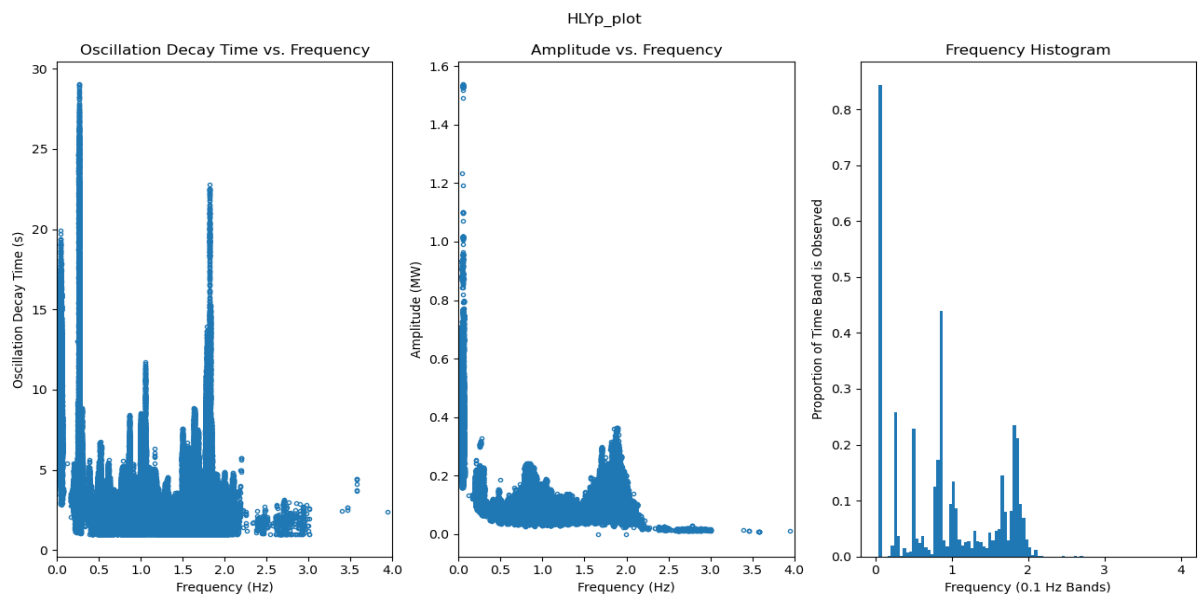 HLYp_plot
Oscillation Decay Time vs. Frequency
Oscillation Decay Time (s)
30
25
20
15
10
5
0
0.0 0.5 1.0 1.5 2.0 2.5 3.0 3.5 4.0
Frequency (Hz)
Amplitude vs. Frequency
Amplitude (MW)
1.6
1.4
1.2
1.0
0.8
0.6
0.4
0.2
0.0
0.0 0.5 1.0 1.5 2.0 2.5 3.0 3.5 4.0
Frequency (Hz)
Frequency Histogram
Proportion of Time Band is Observed
0.8
0.7
0.6
0.5
0.4
0.3
0.2
0.1
0.0
0 1 2 3 4
Frequency (0.1 Hz Bands)